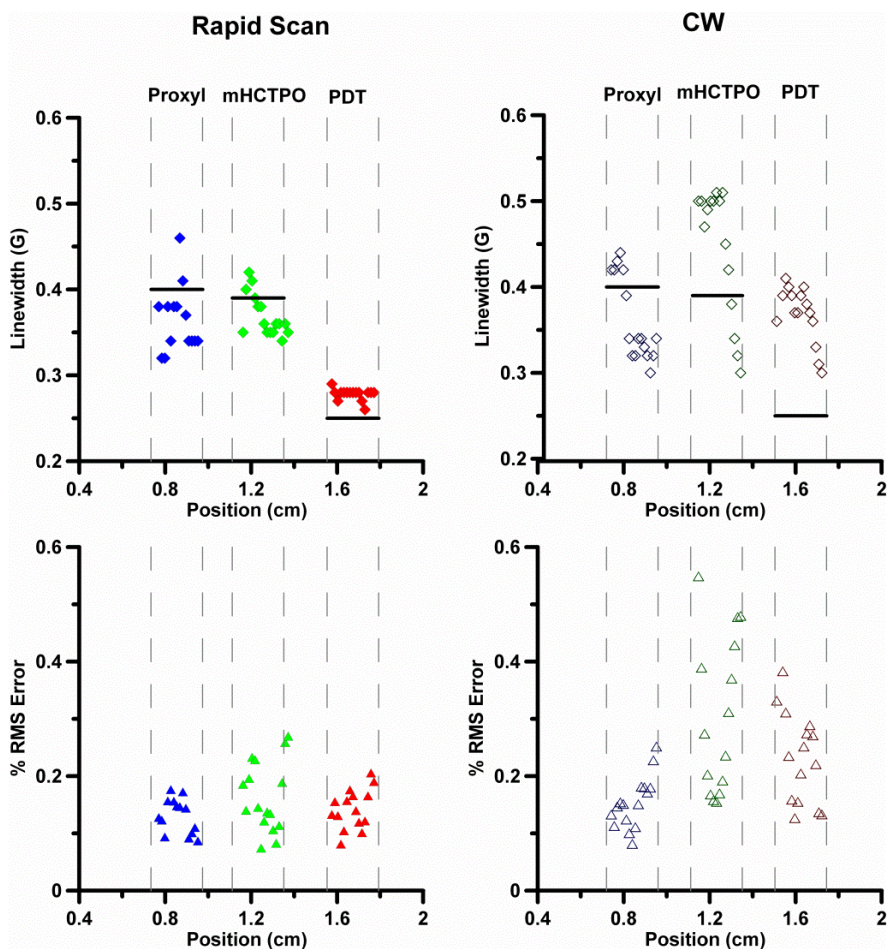 Rapid Scan
CW
Proxyl mHCTPO PDT
Proxyl mHCTPO PDT
0.6
0.5
0.4
0.3
0.2
Linewidth (G)
0.4 0.8 1.2 1.6 2
Position (cm)
0.6
0.5
0.4
0.3
0.2
Linewidth (G)
0.4 0.8 1.2 1.6 2
Position (cm)
0.6
0.4
0.2
0
% RMS Error
0.4 0.8 1.2 1.6 2
Position (cm)
0.6
0.4
0.2
0
% RMS Error
0.4 0.8 1.2 1.6 2
Position (cm)